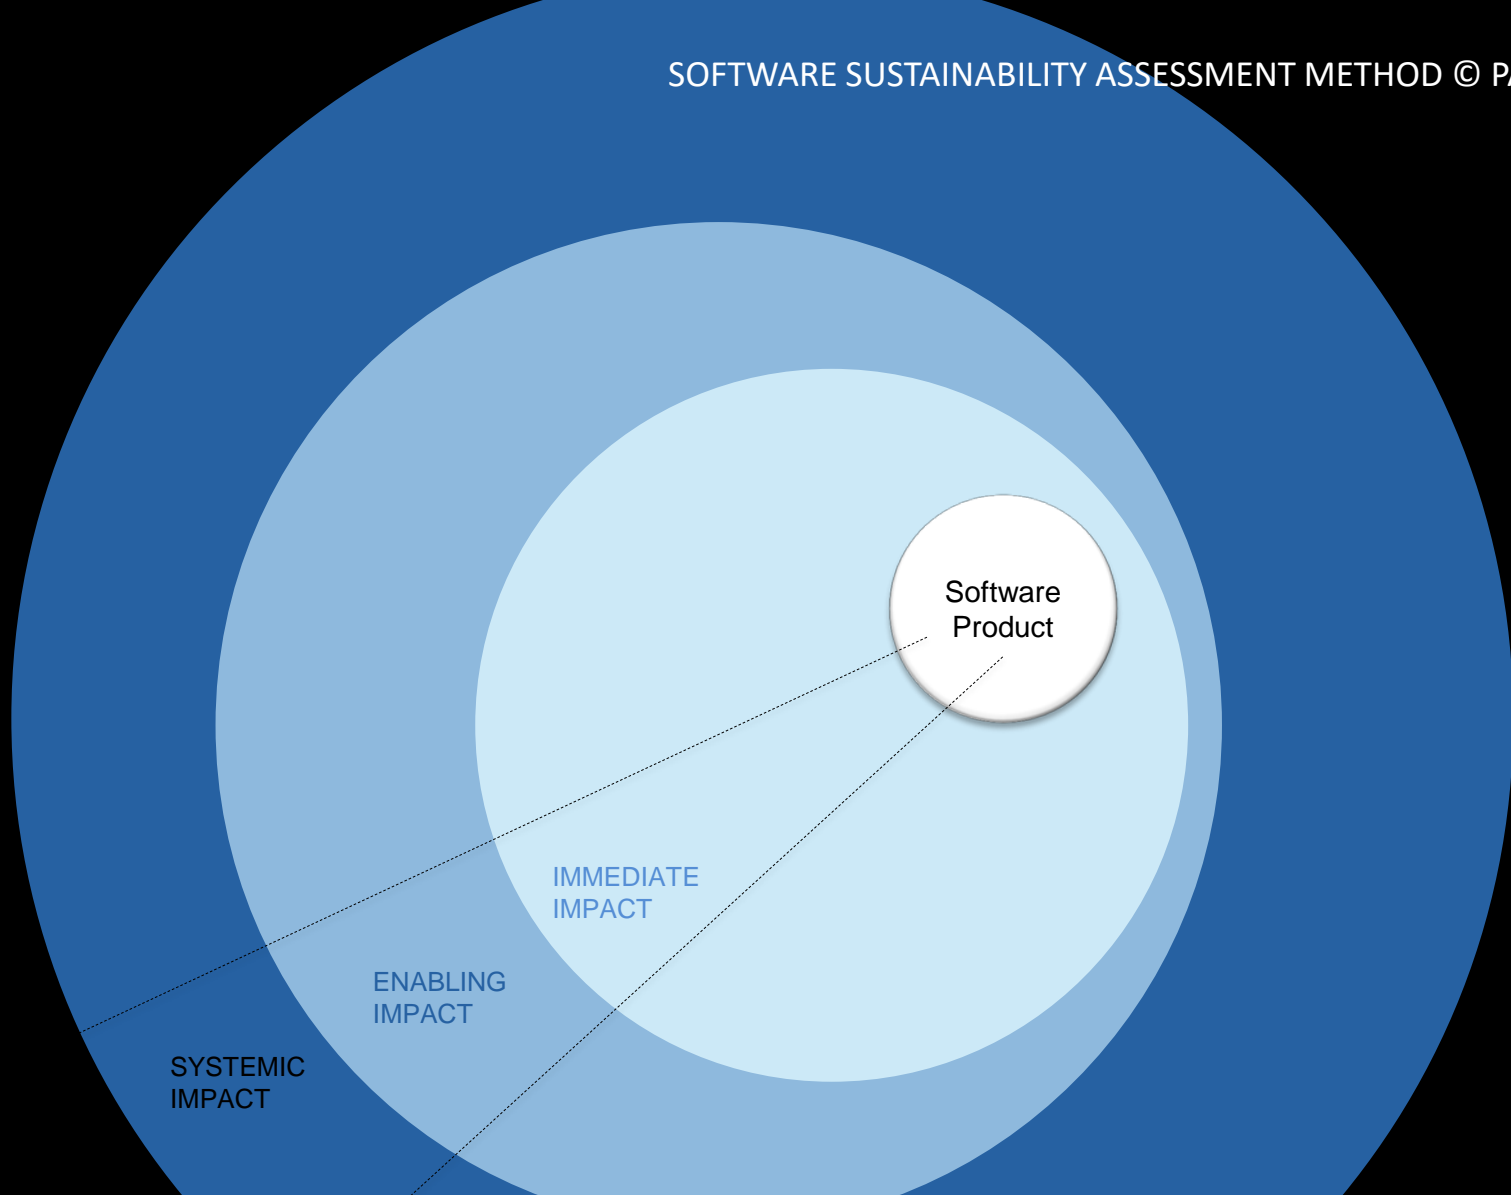 SOFTWARE SUSTAINABILITY ASSESSMENT METHOD ©
Software
Product
IMMEDIATE
IMPACT
ENABLING
IMPACT
SYSTEMIC
IMPACT